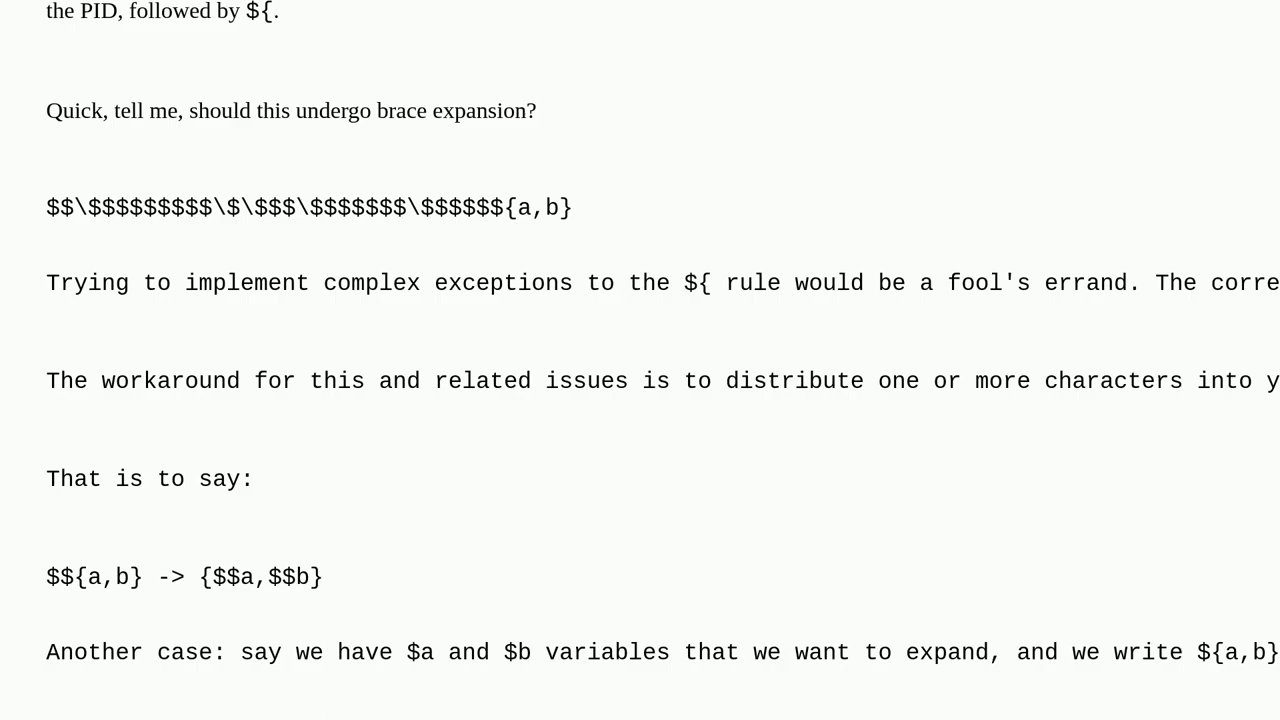 the PID, followed by ${.
Quick, tell me, should this undergo brace expansion?
$$\$$$$$$$$$\$\$$$\$$$$$$$\$$$$$${a,b}
Trying to implement complex exceptions to the ${ rule would be a fool's errand. The corre
The workaround for this and related issues is to distribute one or more characters into y
That is to say:
$${a,b} -> {$$a,$$b}
Another case: say we have $a and $b variables that we want to expand, and we write ${a,b}